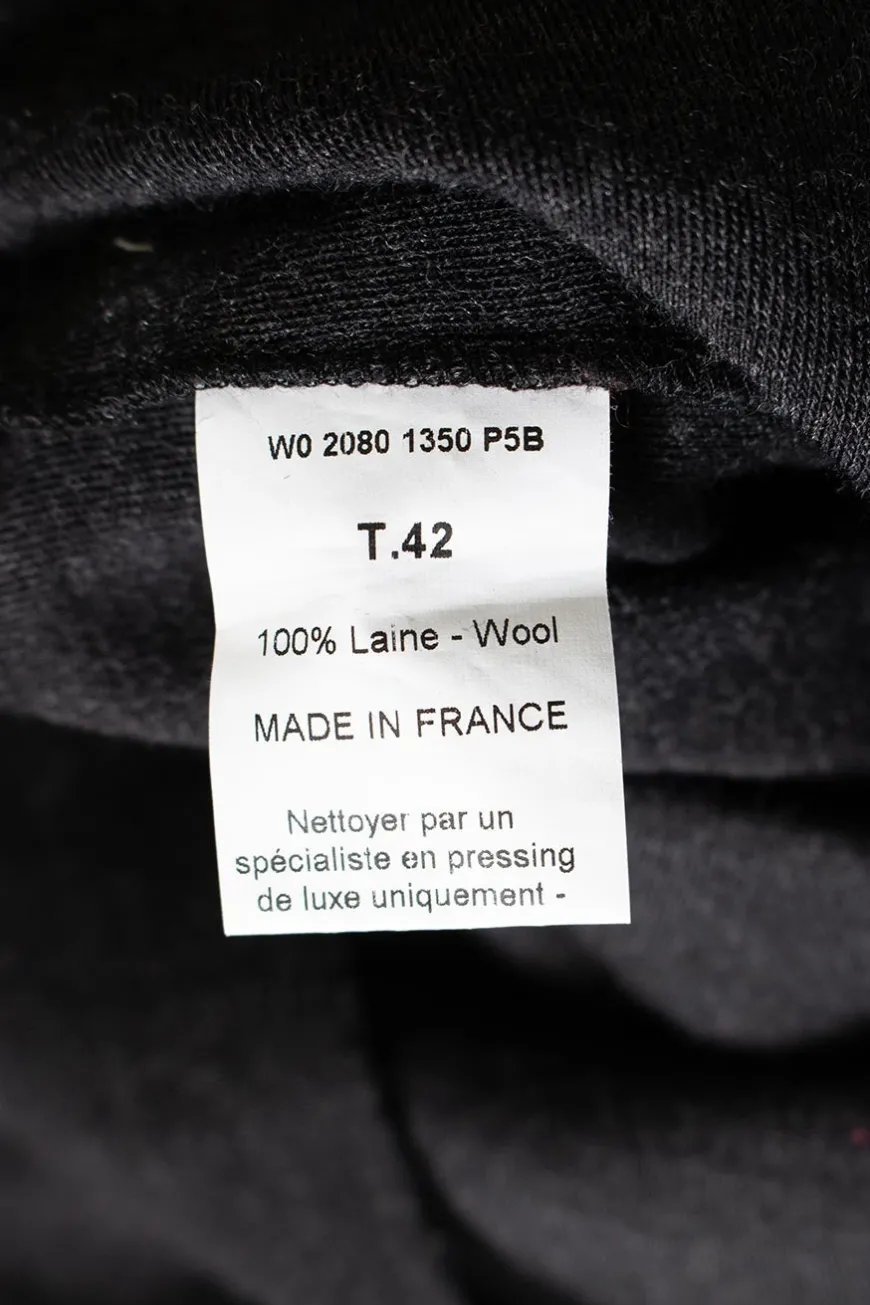 W0 2080 1350 P5B
T.42
100% Laine - Wool
MADE IN FRANCE
Nettoyer par un
spécialiste en pressing
de luxe uniquement -